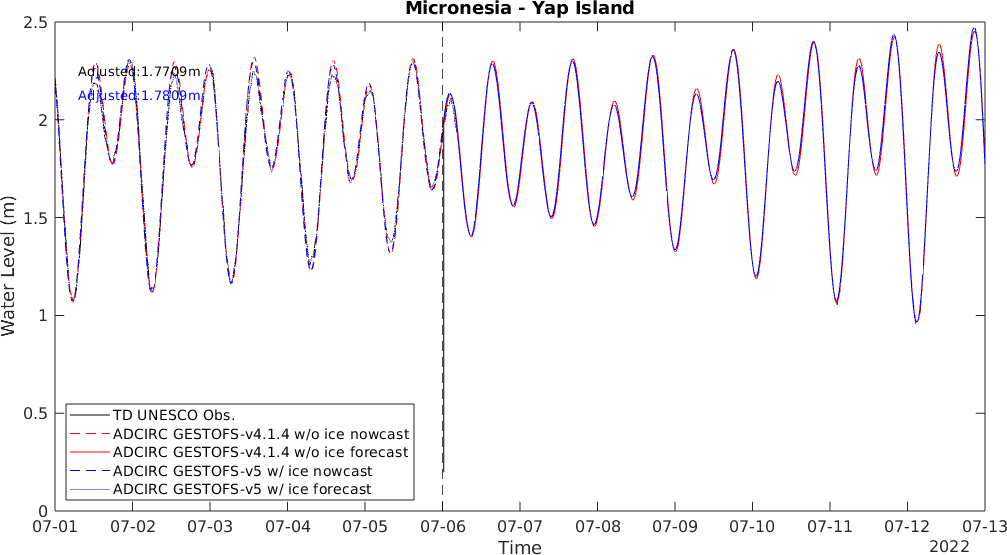 Micronesia - Yap Island
2.5
Adjusted:1.7709m
Adjusted:1.7809m
2
1.5
Water Level (m)
1
0.5
0
TD UNESCO Obs.
ADCIRC GESTOFS-v4.1.4 w/o ice nowcast
ADCIRC GESTOFS-v4.1.4 w/o ice forecast
ADCIRC GESTOFS-v5 w/ ice nowcast
ADCIRC GESTOFS-v5 w/ ice forecast
07-01 07-02 07-03 07-04 07-05 07-06 07-07 07-08 07-09 07-10 07-11 07-12 07-13
Time
2022